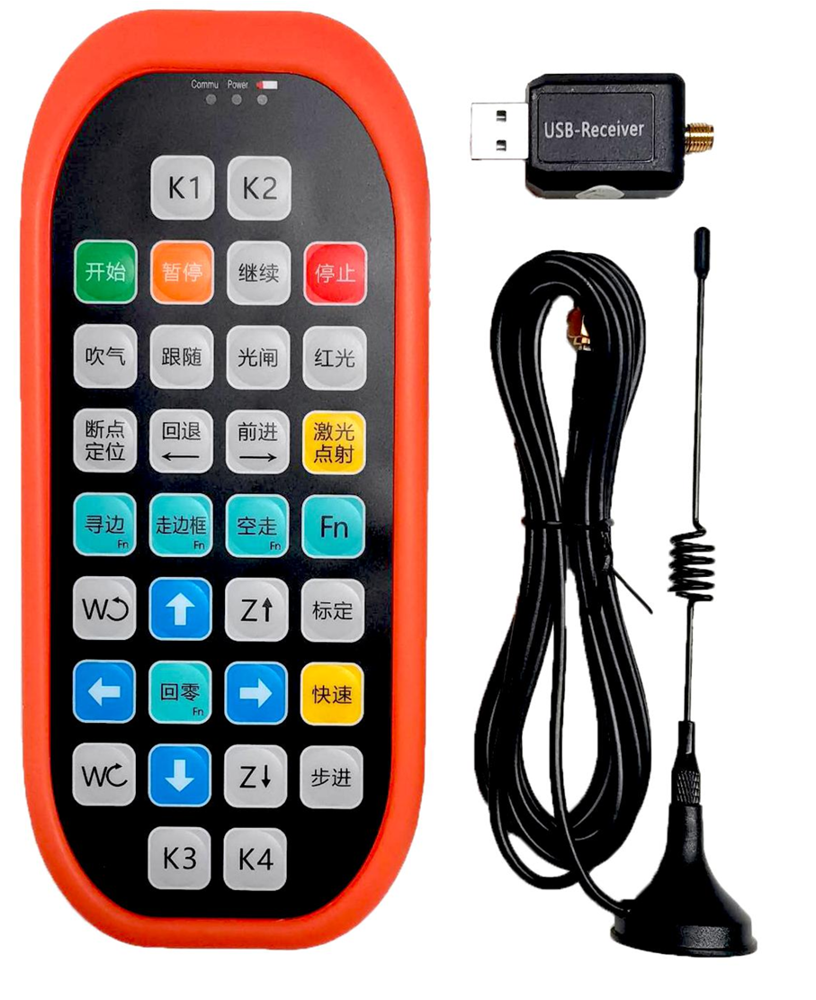 Commu Power
K1 K2
开始 暂停 继续 停止
吹气 跟随 光闸 红光
断点 回退 前进 激光
定位 ← → 点射
寻边 走边框 空走 Fn
Fn Fn Fn
W Z↑ 标定
回零 快速
Fn
W Z↓ 步进
K3 K4
USB-Receiver